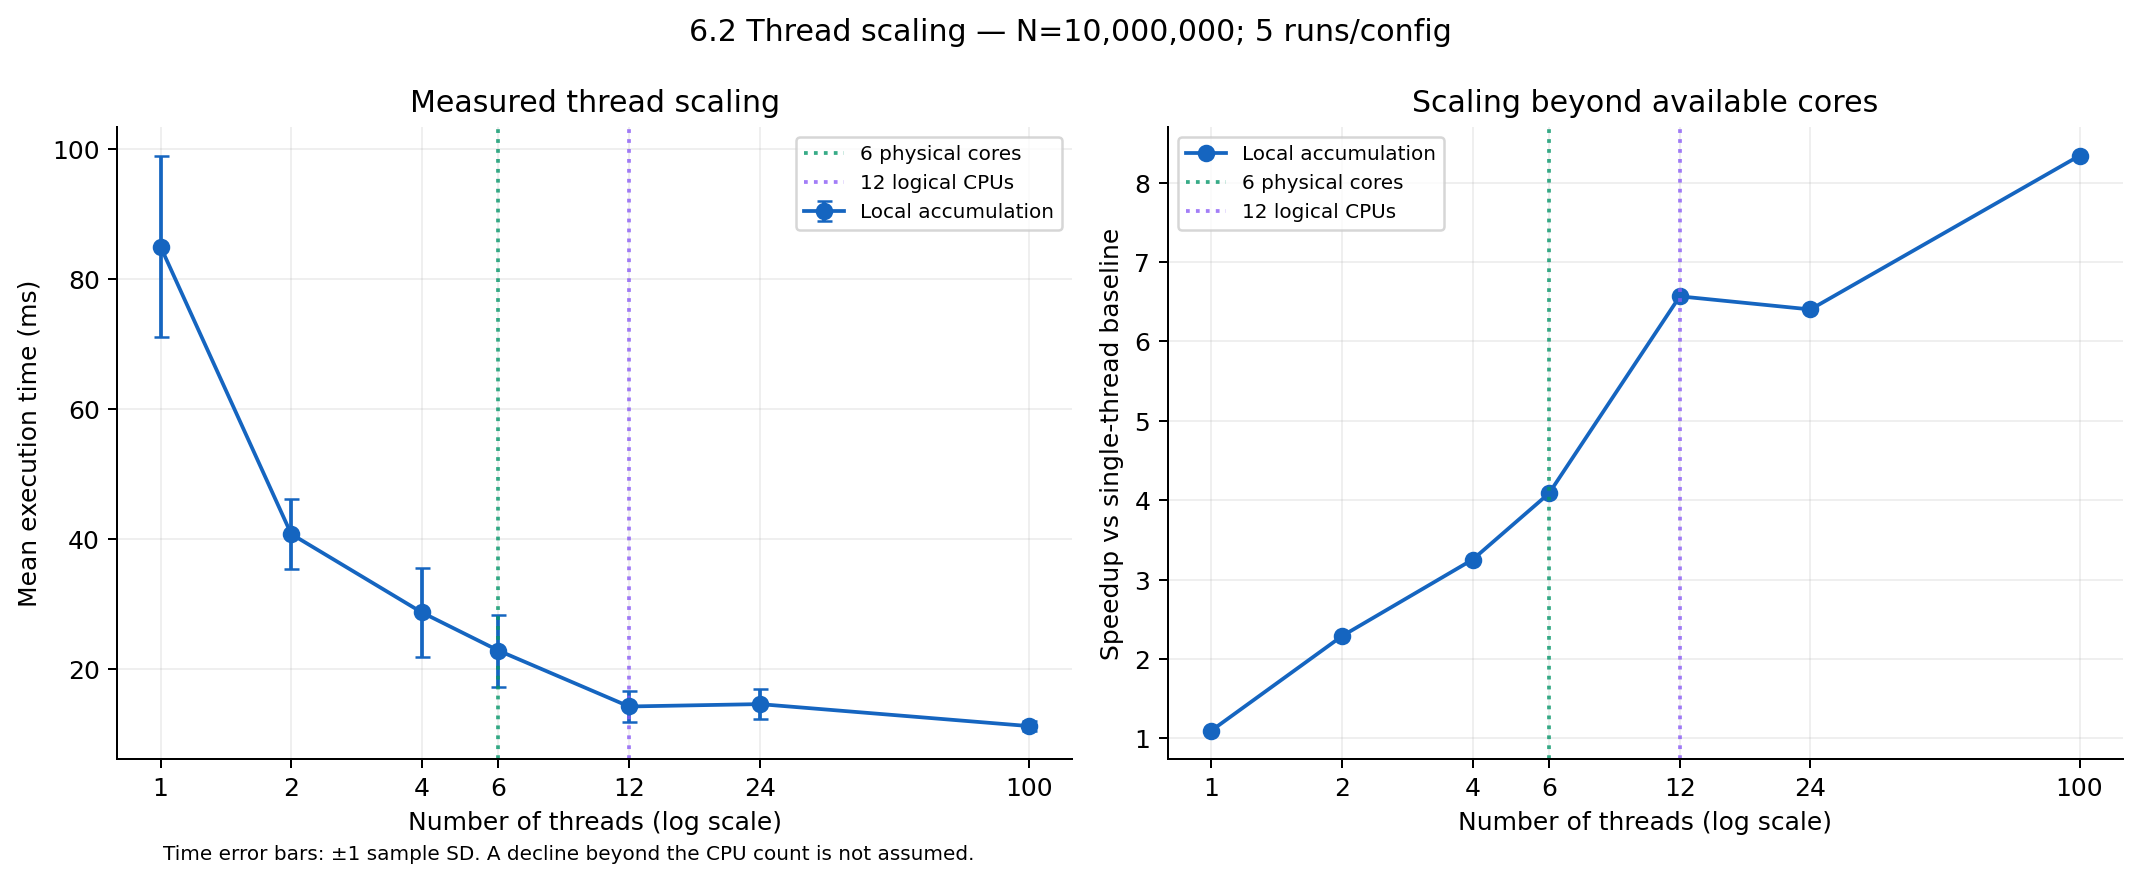 6.2 Thread scaling — N=10,000,000; 5 runs/config
Measured thread scaling
Mean execution time (ms)
100
80
60
40
20
6 physical cores
12 logical CPUs
Local accumulation
1 2 4 6 12 24 100
Number of threads (log scale)
Time error bars: ±1 sample SD. A decline beyond the CPU count is not assumed.
Scaling beyond available cores
Speedup vs single-thread baseline
8
7
6
5
4
3
2
1
Local accumulation
6 physical cores
12 logical CPUs
1 2 4 6 12 24 100
Number of threads (log scale)